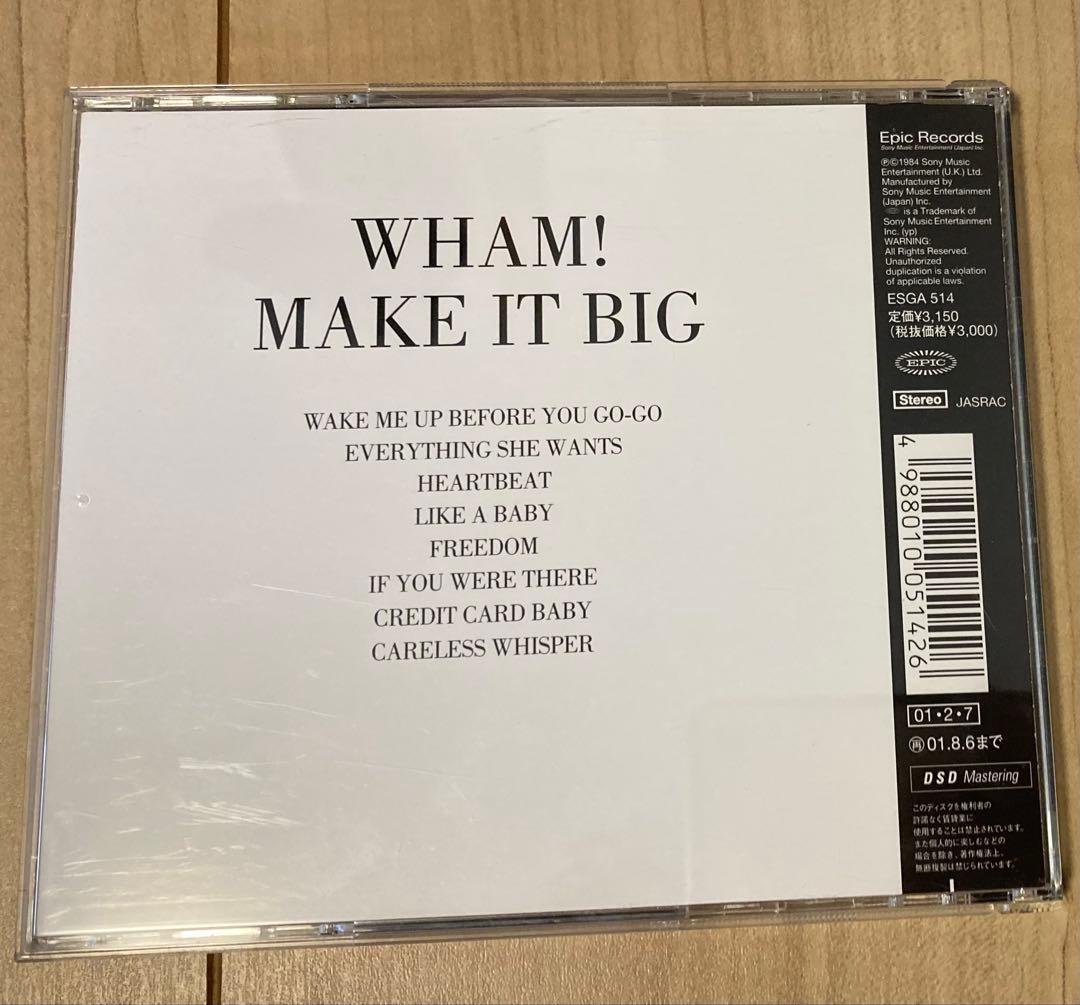 WHAM!
MAKE IT BIG
WAKE ME UP BEFORE YOU GO-GO
EVERYTHING SHE WANTS
HEARTBEAT
LIKE A BABY
FREEDOM
IF YOU WERE THERE
CREDIT CARD BABY
CARELESS WHISPER
Epic Records
Sony Music Entertainment (Japan) Inc.
℗©1984 Sony Music
Entertainment (U.K.) Ltd.
Manufactured by
Sony Music Entertainment
(Japan) Inc.
is a Trademark of
Sony Music Entertainment
Inc. (yp)
WARNING:
All Rights Reserved.
Unauthorized
duplication is a violation
of applicable laws.
ESGA 514
定価¥3,150
(税抜価格¥3,000)
EPIC
Stereo JASRAC
4 988010 051426
01・2・7
㊢01.8.6まで
DSD Mastering
このディスクを権利者の
許諾なく賃貸業に
使用することは禁止されています。
また個人的に楽しむなどの
場合を除き、著作権法上、
無断複製は禁じられています。